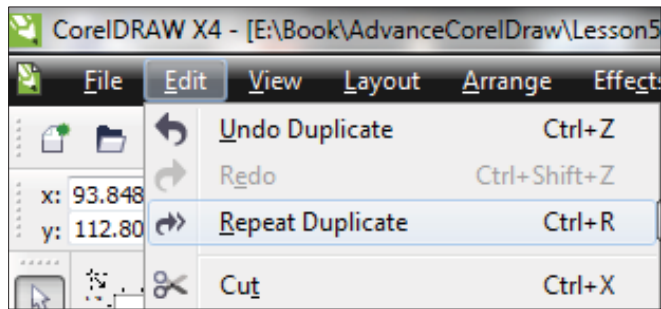 CorelDRAW X4 - [E:\Book\AdvanceCorelDraw\Lesson5
File Edit View Layout Arrange Effects
Undo Duplicate Ctrl+Z
Redo Ctrl+Shift+Z
x: 93.848
Repeat Duplicate Ctrl+R
y: 112.80
Cut Ctrl+X